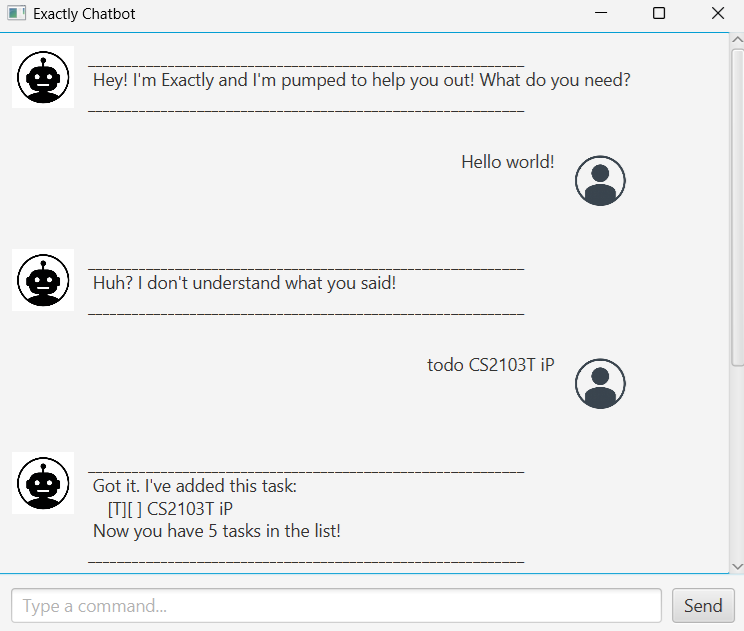 Exactly Chatbot
____________________________________________________________
Hey! I'm Exactly and I'm pumped to help you out! What do you need?
____________________________________________________________
Hello world!
____________________________________________________________
Huh? I don't understand what you said!
____________________________________________________________
todo CS2103T iP
____________________________________________________________
Got it. I've added this task:
[T][ ] CS2103T iP
Now you have 5 tasks in the list!
____________________________________________________________
Type a command...
Send